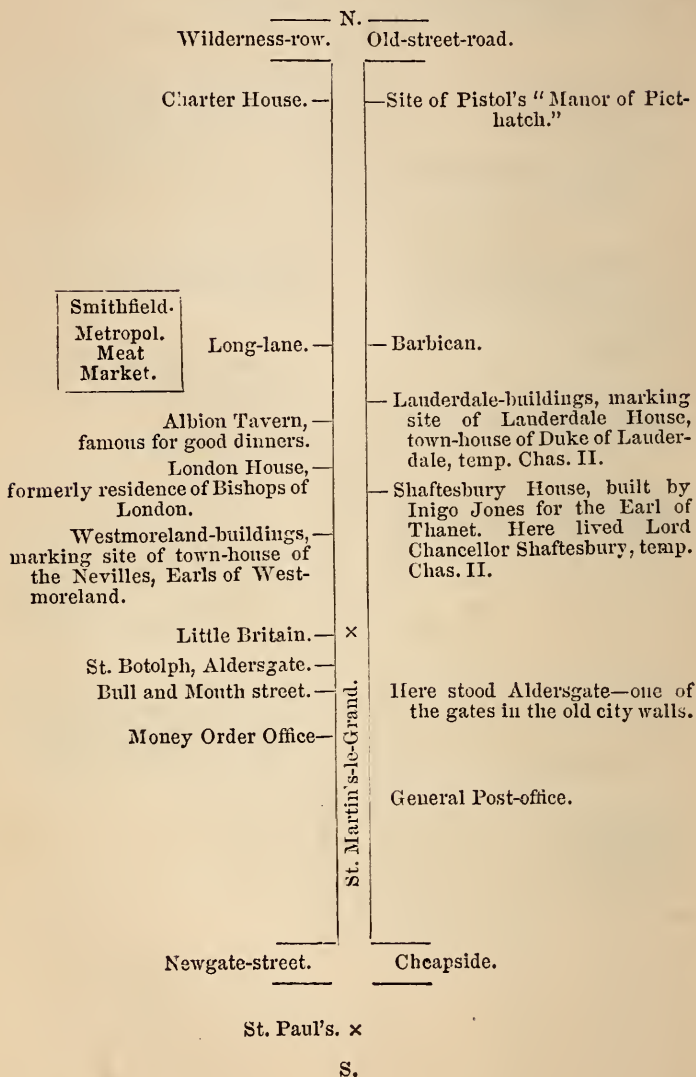 N.
Wilderness-row. Old-street-road.
Charter House.
Site of Pistol's "Manor of Pict-
hatch."
Smithfield.
Metropol.
Meat
Market.
Long-lane.
Barbican.
Lauderdale-buildings, marking
site of Lauderdale House,
town-house of Duke of Lauder-
dale, temp. Chas. II.
Albion Tavern,
famous for good dinners.
London House,
formerly residence of Bishops of
London.
Shaftesbury House, built by
Inigo Jones for the Earl of
Thanet. Here lived Lord
Chancellor Shaftesbury, temp.
Chas. II.
Westmoreland-buildings,
marking site of town-house of
the Nevilles, Earls of West-
moreland.
Little Britain. ×
St. Botolph, Aldersgate.
Bull and Mouth street.
Here stood Aldersgate—one of
the gates in the old city walls.
Money Order Office
St. Martin's-le-Grand.
General Post-office.
Newgate-street. Cheapside.
St. Paul's. ×
S.